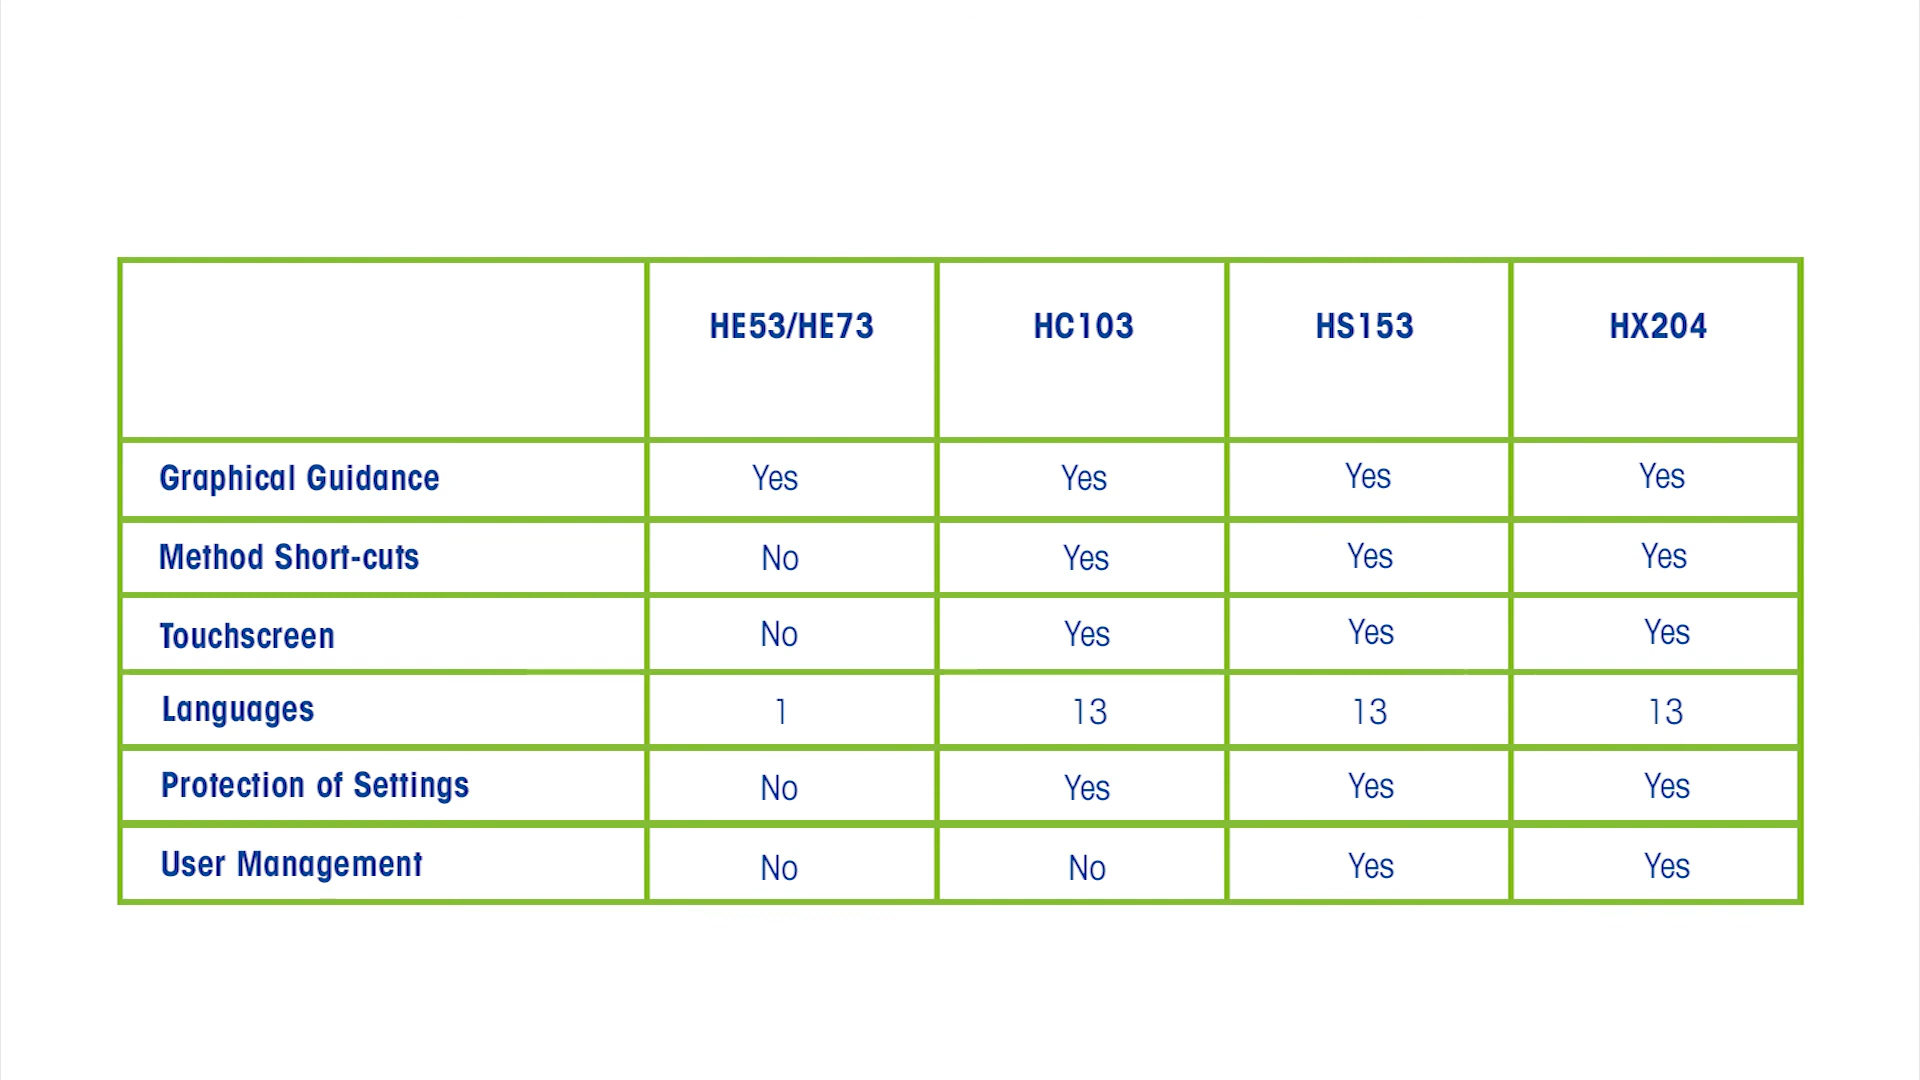 HE53/HE73 HC103 HS153 HX204
Graphical Guidance Yes Yes Yes Yes
Method Short-cuts No Yes Yes Yes
Touchscreen No Yes Yes Yes
Languages 1 13 13 13
Protection of Settings No Yes Yes Yes
User Management No No Yes Yes